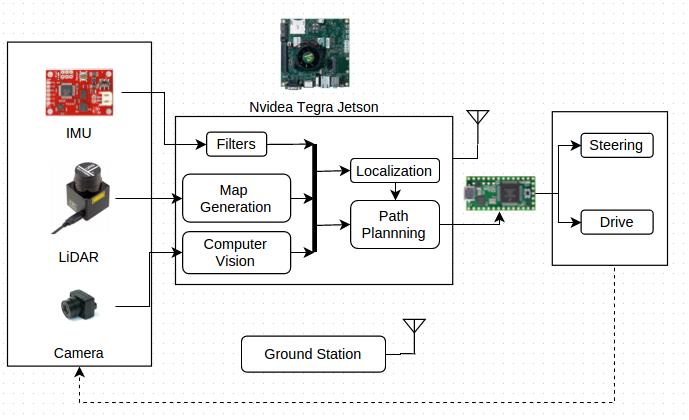 Nvidea Tegra Jetson
IMU
Filters
Localization
Steering
Map
Generation
Path
Plannning
Drive
LiDAR
Computer
Vision
Camera
Ground Station